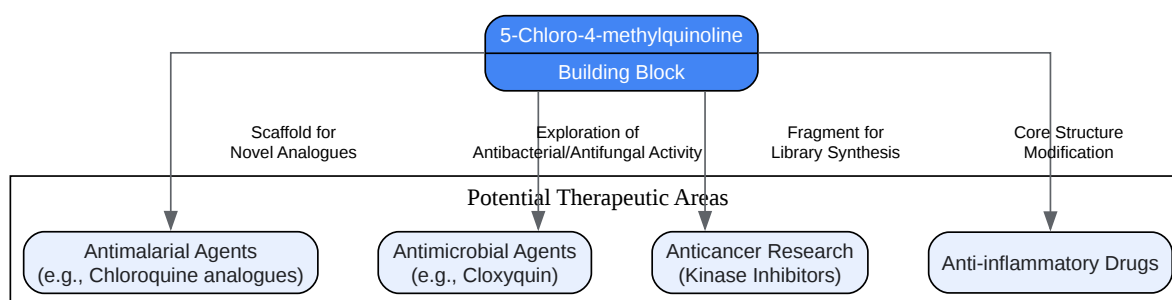 5-Chloro-4-methylquinoline
Building Block
Scaffold for
Novel Analogues
Exploration of
Antibacterial/Antifungal Activity
Fragment for
Library Synthesis
Core Structure
Modification
Potential Therapeutic Areas
Antimalarial Agents
(e.g., Chloroquine analogues)
Antimicrobial Agents
(e.g., Cloxyquin)
Anticancer Research
(Kinase Inhibitors)
Anti-inflammatory Drugs